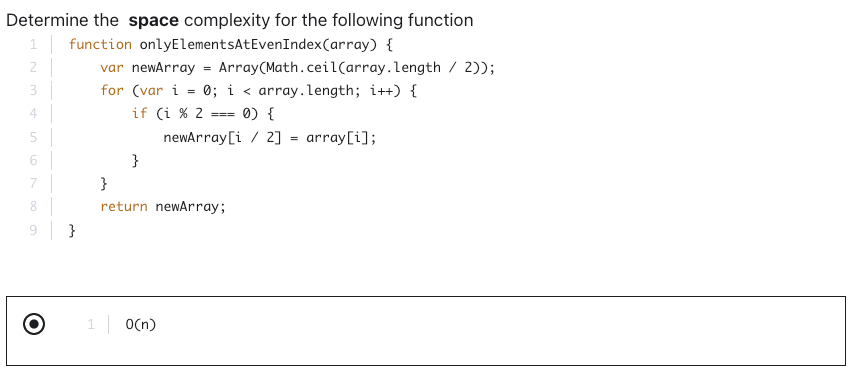 Determine the space complexity for the following function
1 function onlyElementsAtEvenIndex(array) {
2 var newArray = Array(Math.ceil(array.length / 2));
3 for (var i = 0; i < array.length; i++) {
4 if (i % 2 === 0) {
5 newArray[i / 2] = array[i];
6 }
7 }
8 return newArray;
9 }
1 O(n)